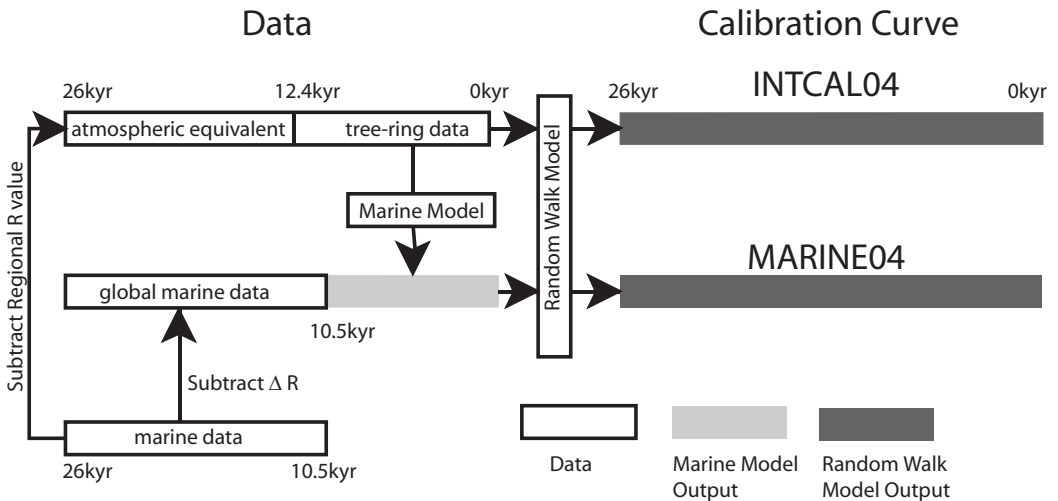 Data
Calibration Curve
26kyr
12.4kyr
0kyr
26kyr
INTCAL04
0kyr
atmospheric equivalent
tree-ring data
Subtract Regional R value
Marine Model
Random Walk Model
MARINE04
global marine data
10.5kyr
Subtract Δ R
marine data
26kyr
10.5kyr
Data
Marine Model
Output
Random Walk
Model Output